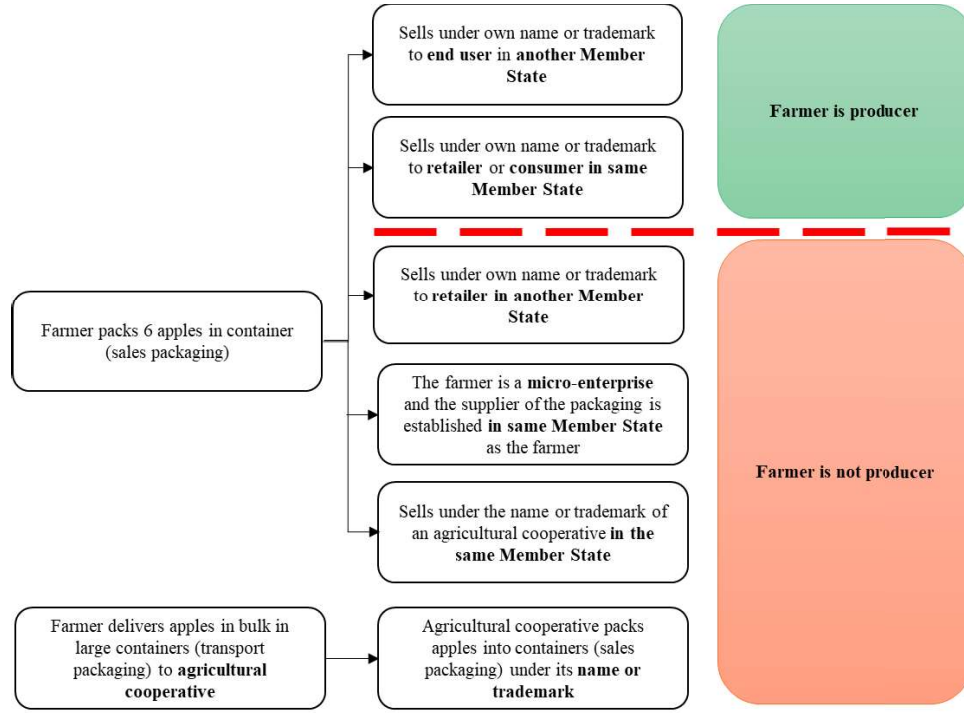 Sells under own name or trademark
to end user in another Member
State
Farmer is producer
Sells under own name or trademark
to retailer or consumer in same
Member State
Sells under own name or trademark
to retailer in another Member
State
Farmer packs 6 apples in container
(sales packaging)
The farmer is a micro-enterprise
and the supplier of the packaging is
established in same Member State
as the farmer
Farmer is not producer
Sells under the name or trademark of
an agricultural cooperative in the
same Member State
Farmer delivers apples in bulk in
large containers (transport
packaging) to agricultural
cooperative
Agricultural cooperative packs
apples into containers (sales
packaging) under its name or
trademark